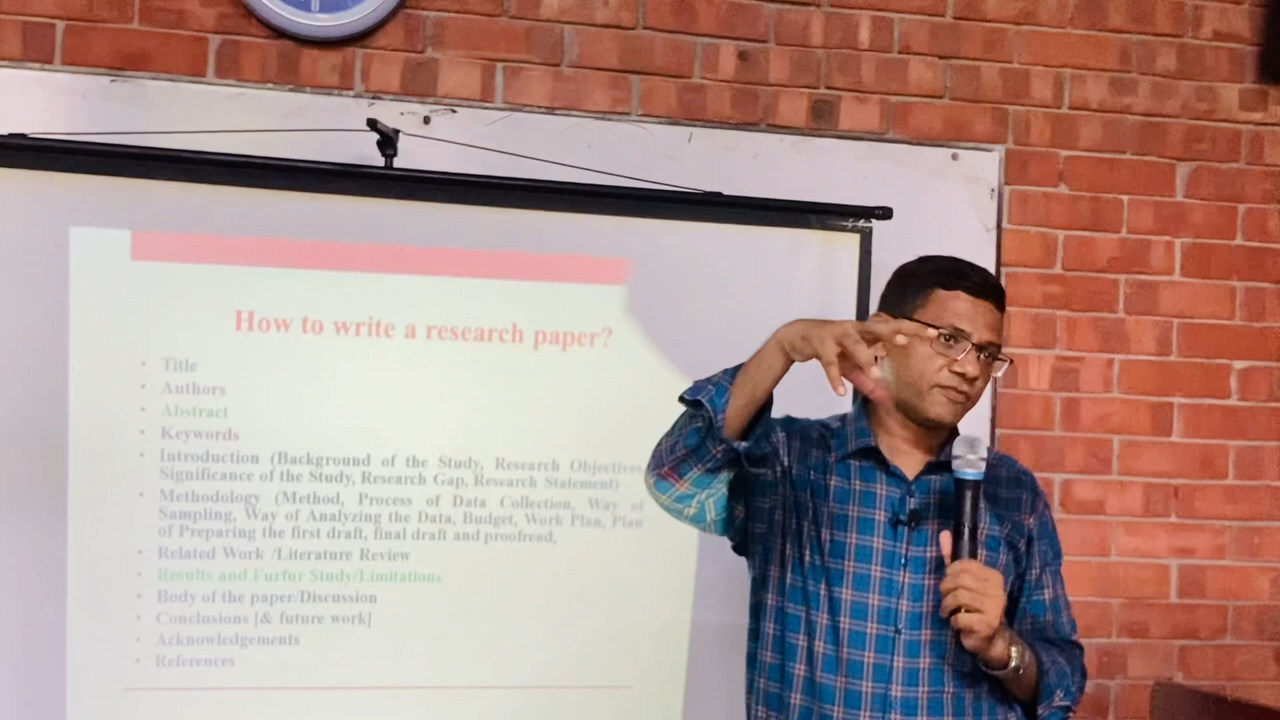 How to write a research paper?
• Title
• Authors
• Abstract
• Keywords
• Introduction (Background of the Study, Research Objectives,
Significance of the Study, Research Gap, Research Statement)
• Methodology (Method, Process of Data Collection, Way of
Sampling, Way of Analyzing the Data, Budget, Work Plan, Plan
of Preparing the first draft, final draft and proofread,
• Related Work /Literature Review
• Results and Furfur Study/Limitations
• Body of the paper/Discussion
• Conclusions [& future work]
• Acknowledgements
• References